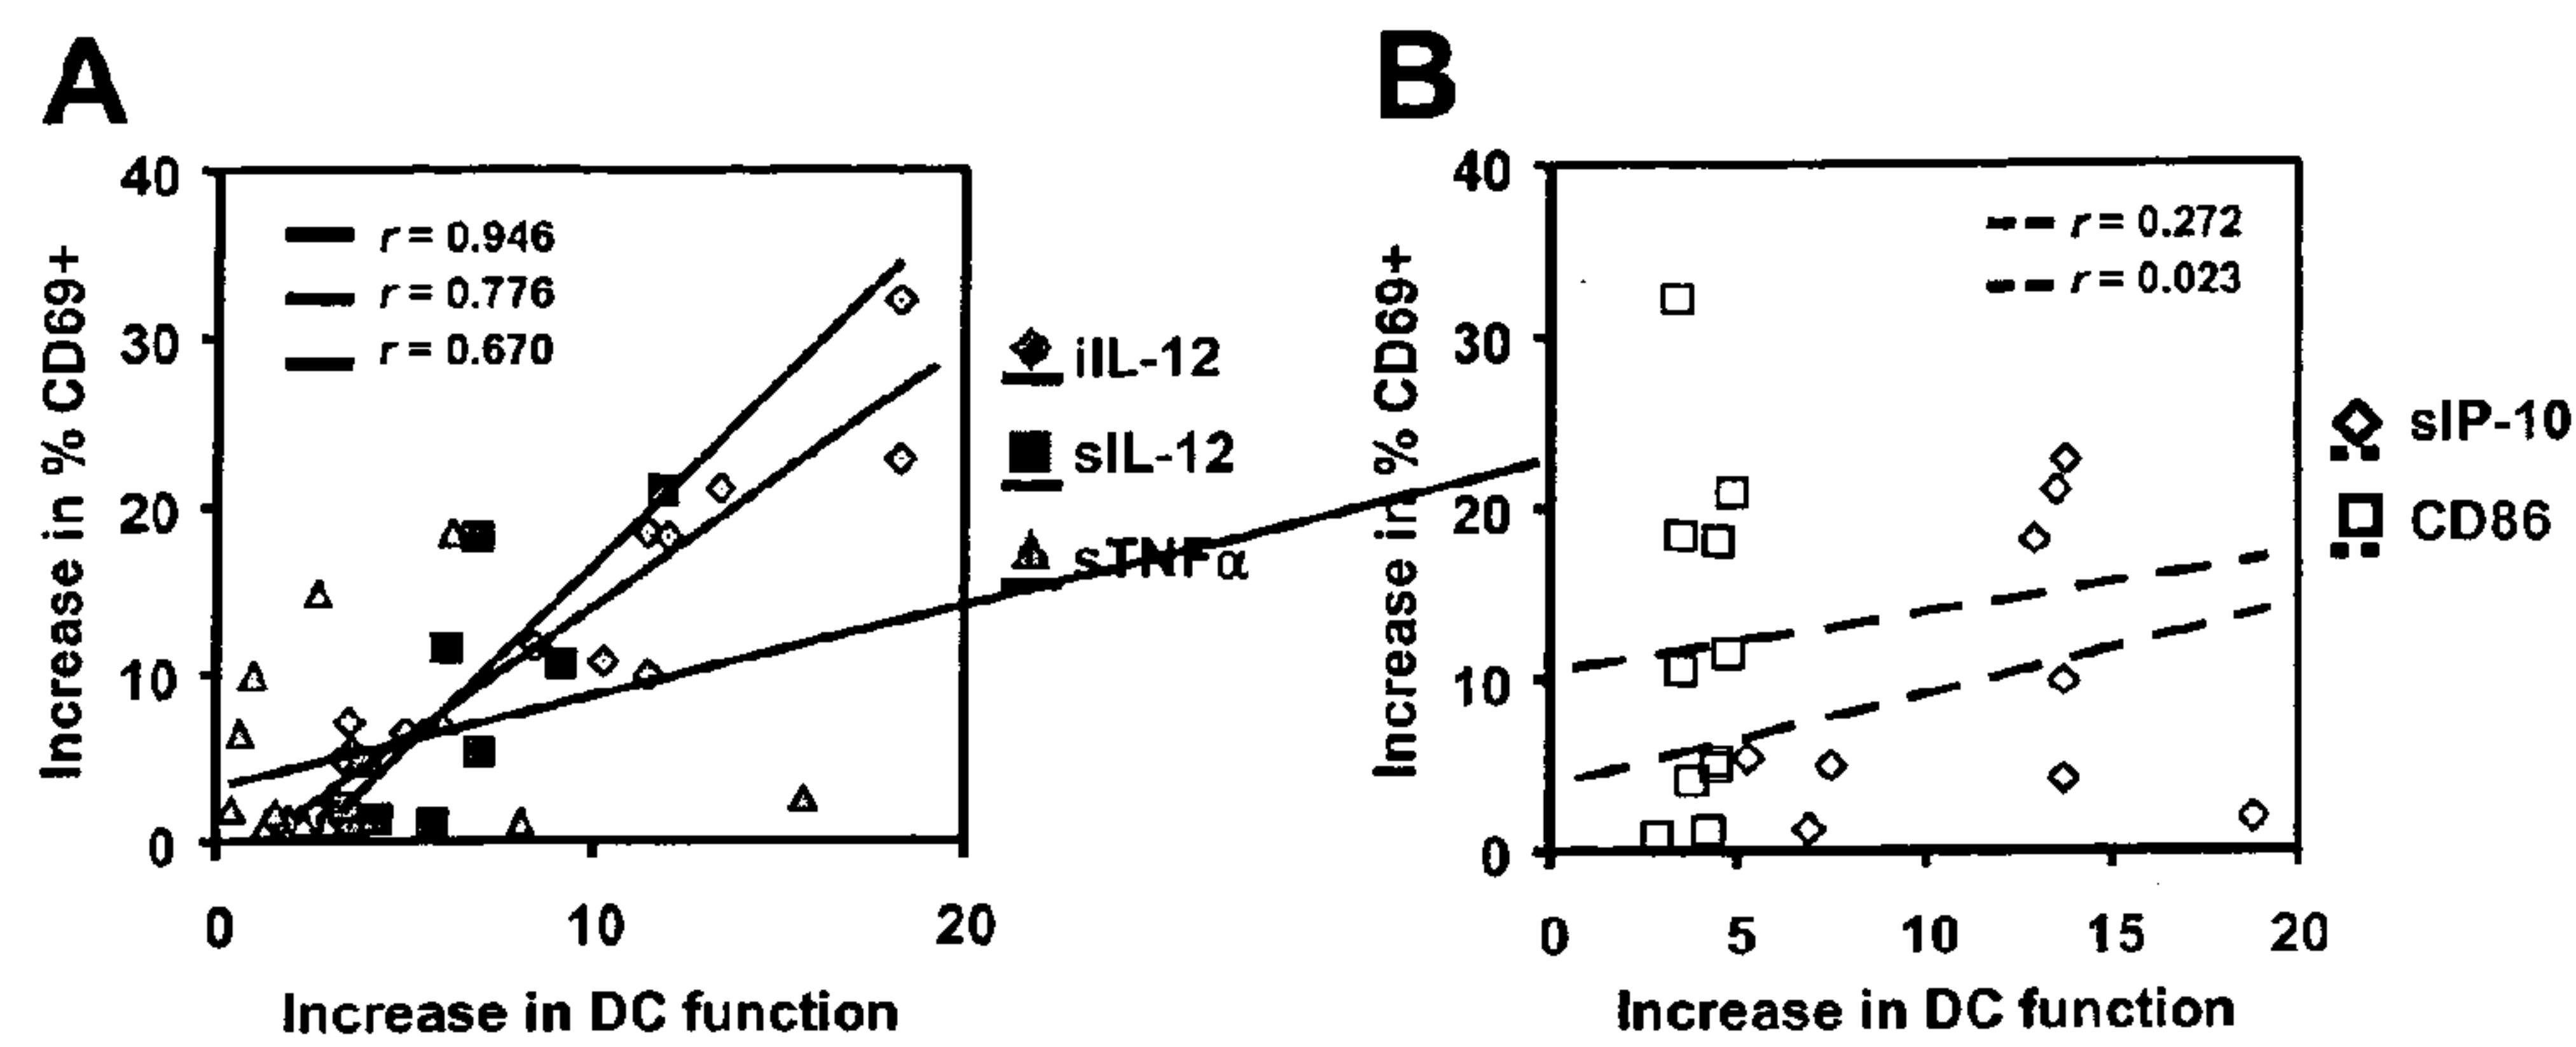 A
Increase in % CD69+
40
30
20
10
0
r = 0.946
r = 0.776
r = 0.670
0 10 20
Increase in DC function
iIL-12
sIL-12
sTNFα
B
Increase in % CD69+
40
30
20
10
0
r = 0.272
r = 0.023
0 5 10 15 20
Increase in DC function
sIP-10
CD86